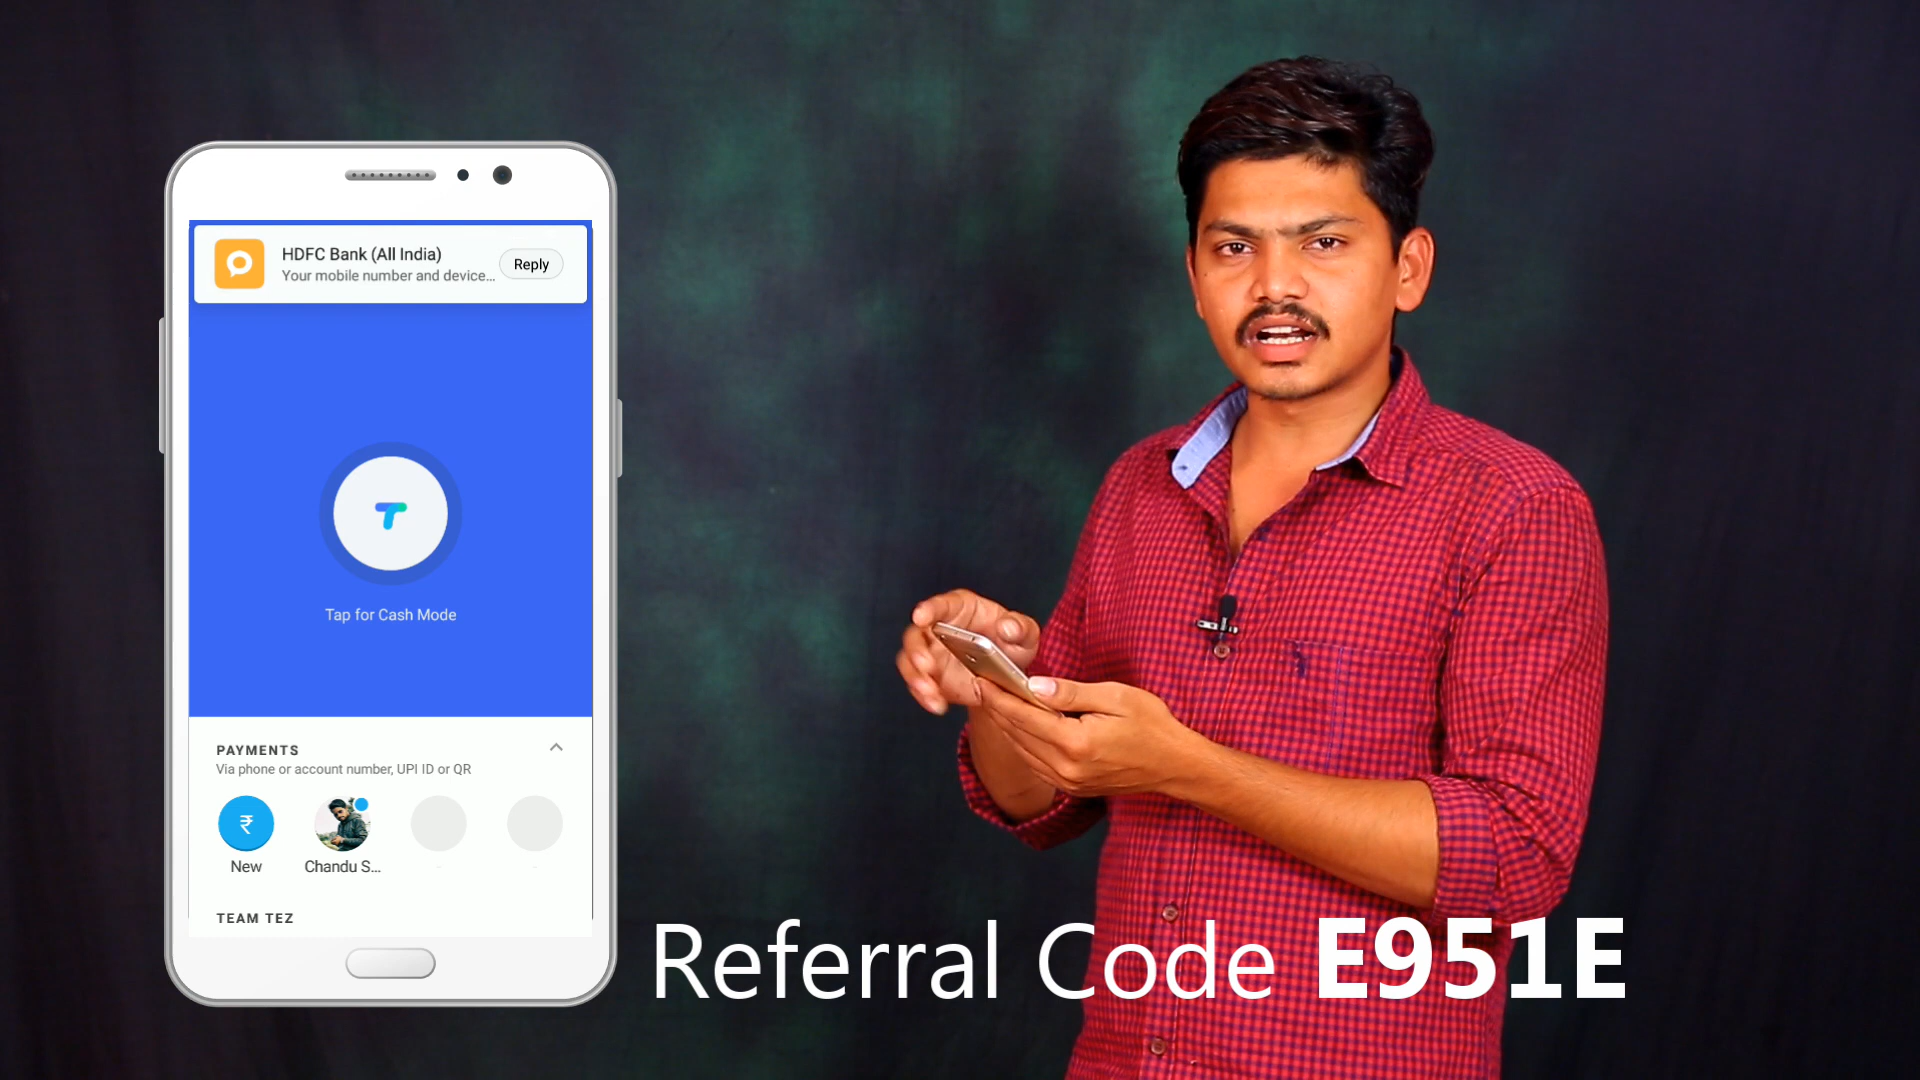 HDFC Bank (All India)
Your mobile number and device...
Reply
Tap for Cash Mode
PAYMENTS
Via phone or account number, UPI ID or QR
₹
New
Chandu S...
TEAM TEZ
Referral Code E951E